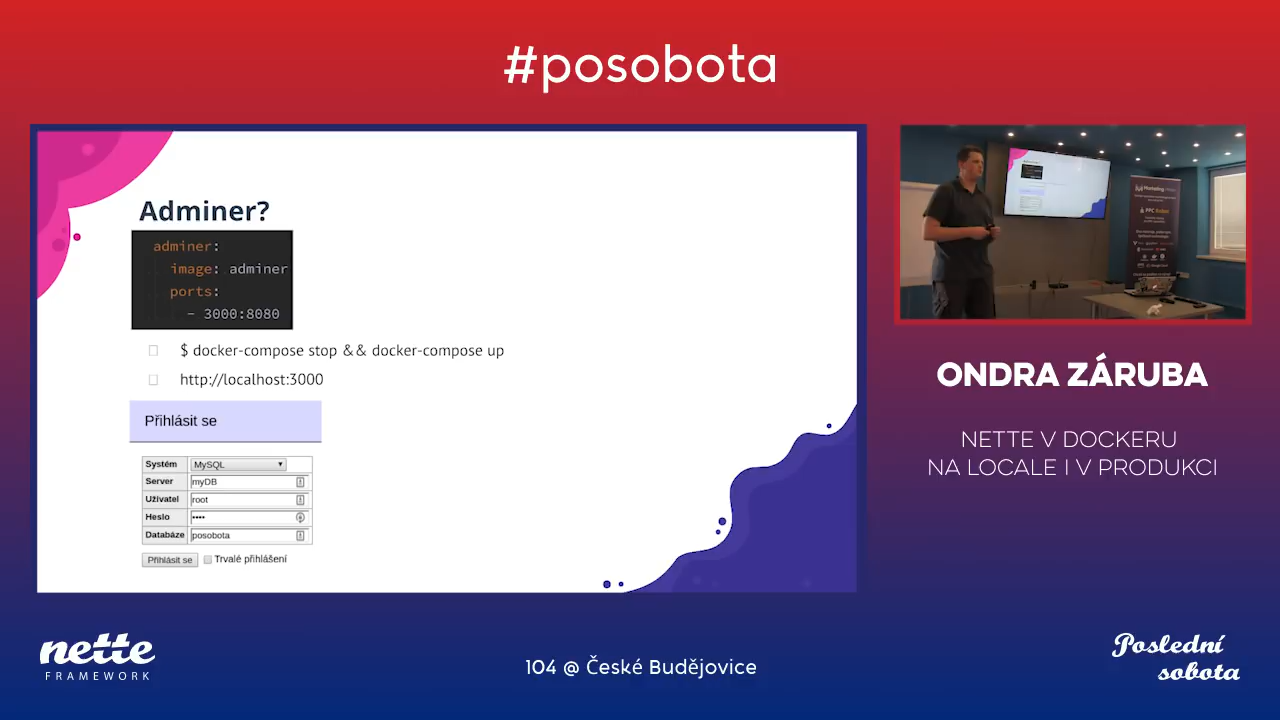 #posobota
Adminer?
adminer:
image: adminer
ports:
- 3000:8080
$ docker-compose stop && docker-compose up
http://localhost:3000
Přihlásit se
Systém MySQL
Server myDB
Uživatel root
Heslo ••••
Databáze posobota
Přihlásit se Trvalé přihlášení
Marketing
PPC
ONDRA ZÁRUBA
NETTE V DOCKERU
NA LOCALE I V PRODUKCI
nette
FRAMEWORK
104 @ České Budějovice
Poslední
sobota